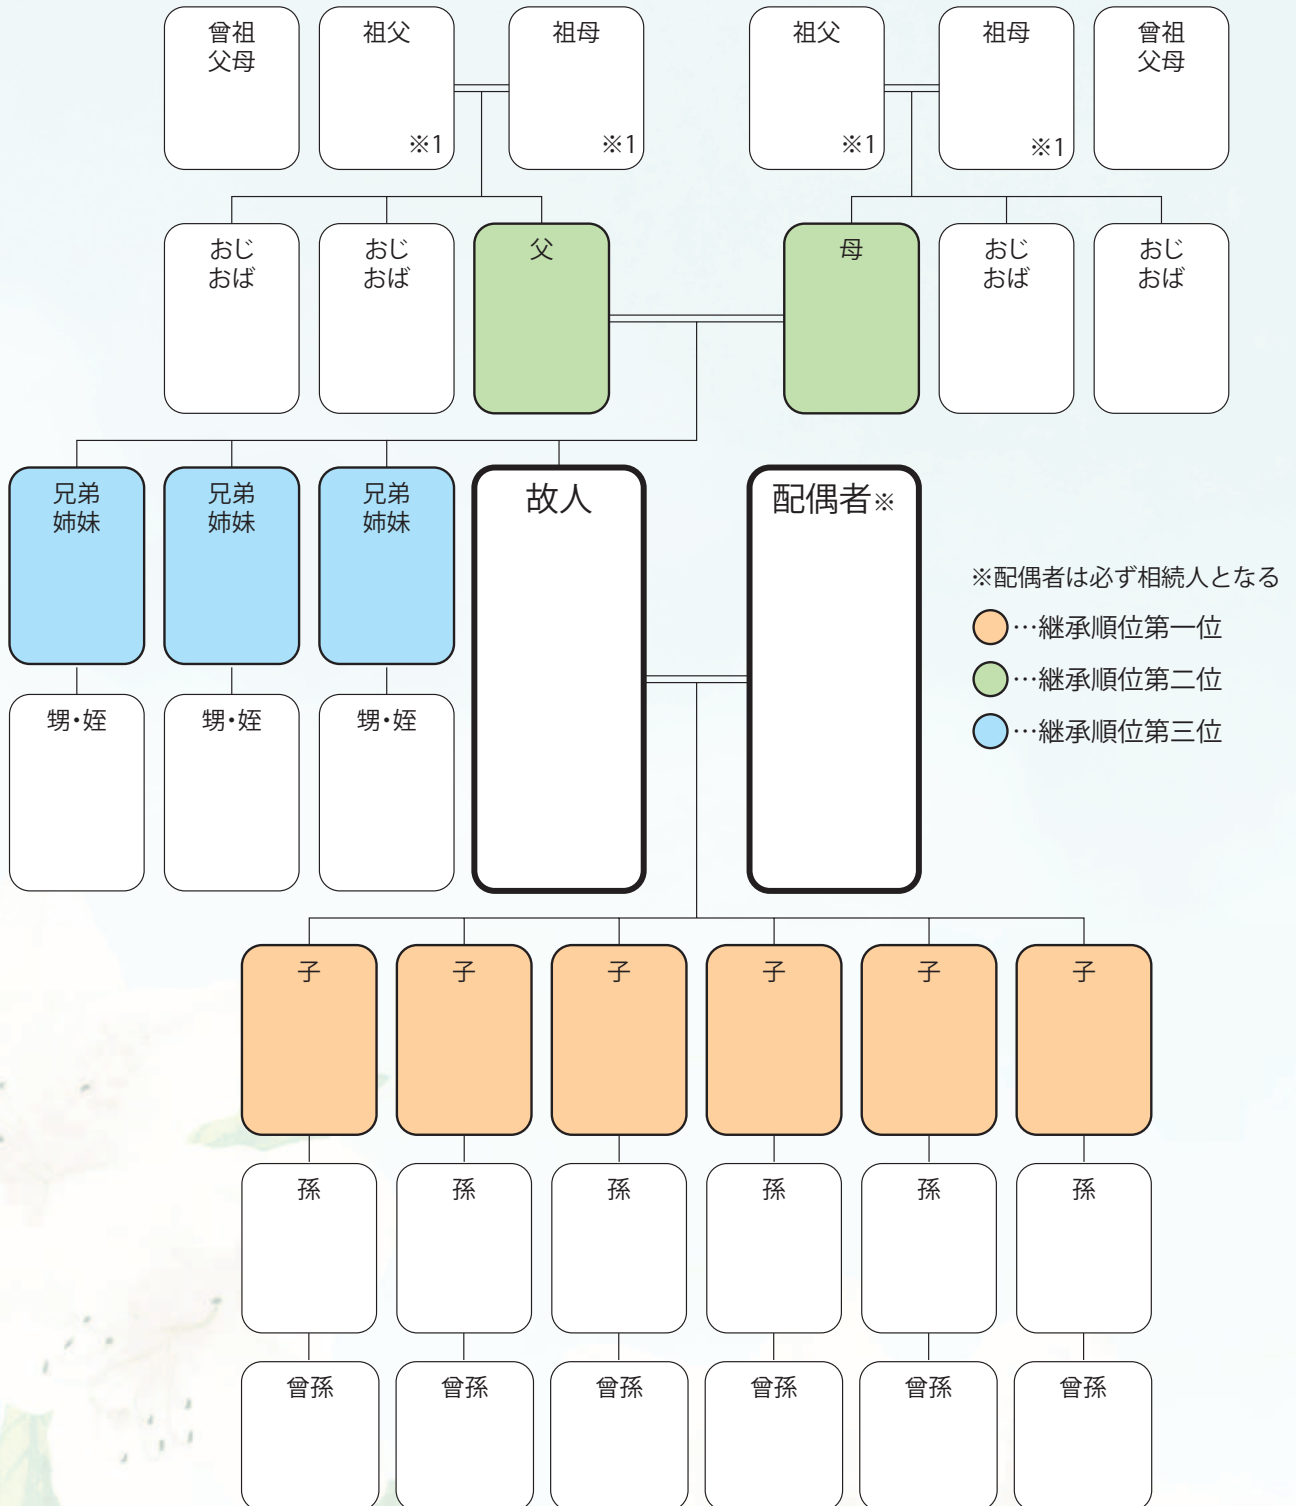 曾祖
父母
祖父
※1
祖母
※1
祖父
※1
祖母
※1
曾祖
父母
おじ
おば
おじ
おば
父
母
おじ
おば
おじ
おば
兄弟
姉妹
兄弟
姉妹
兄弟
姉妹
故人
配偶者※
※配偶者は必ず相続人となる
…継承順位第一位
…継承順位第二位
…継承順位第三位
甥・姪
甥・姪
甥・姪
子
子
子
子
子
子
孫
孫
孫
孫
孫
孫
曾孫
曾孫
曾孫
曾孫
曾孫
曾孫